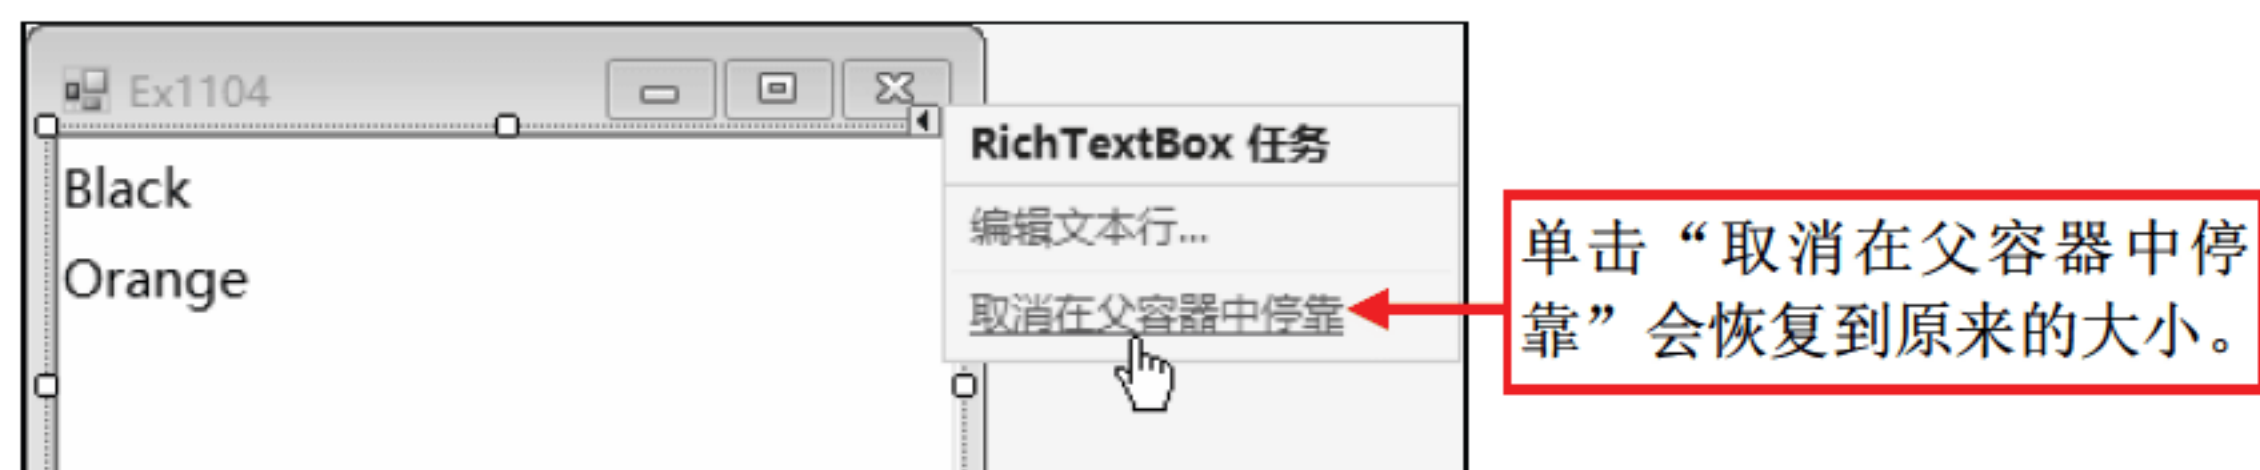 Ex1104
RichTextBox 任务
Black
编辑文本行...
Orange
取消在父容器中停靠
单击“取消在父容器中停
靠”会恢复到原来的大小。